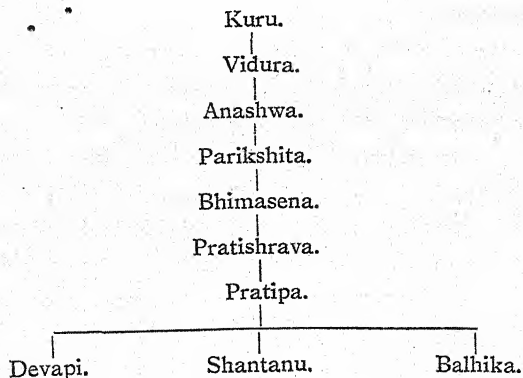 Kuru.
Vidura.
Anashwa.
Parikshita.
Bhimasena.
Pratishrava.
Pratipa.
Devapi. Shantanu. Balhika.